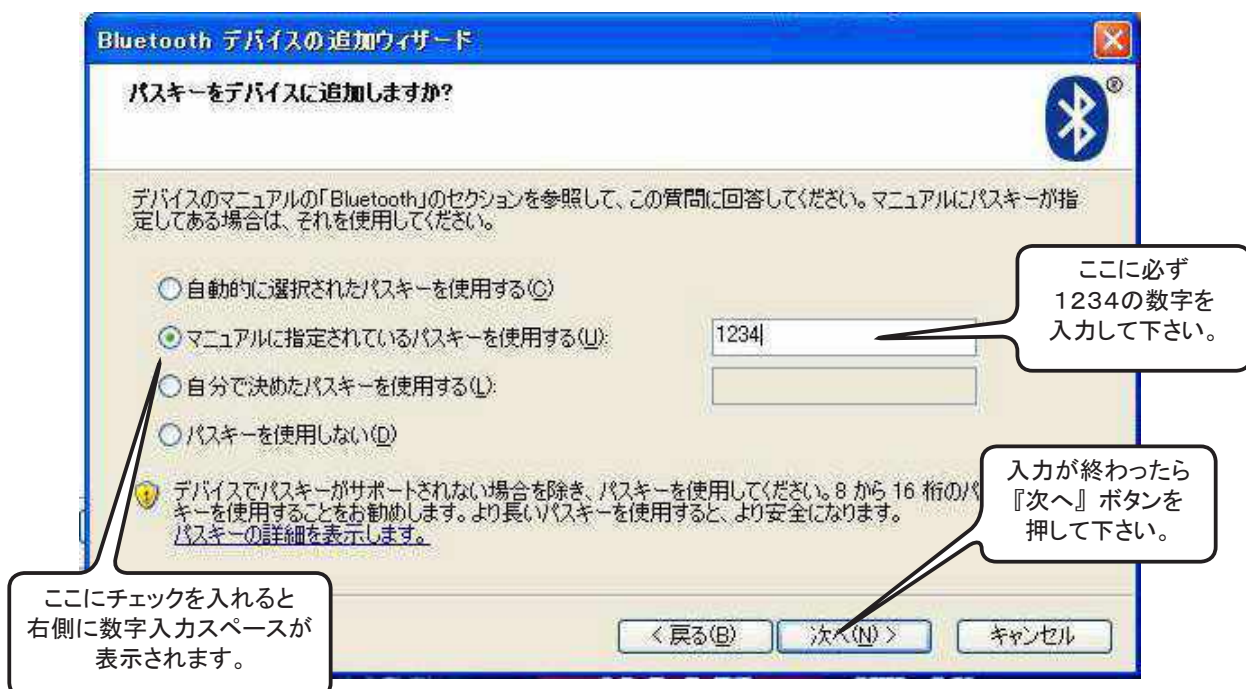 Bluetooth デバイスの追加ウィザード
パスキーをデバイスに追加しますか?
®
デバイスのマニュアルの「Bluetooth」のセクションを参照して、この質問に回答してください。マニュアルにパスキーが指
定してある場合は、それを使用してください。
ここに必ず
1234の数字を
入力して下さい。
自動的に選択されたパスキーを使用する(C)
マニュアルに指定されているパスキーを使用する(U):
1234
自分で決めたパスキーを使用する(L):
パスキーを使用しない(D)
デバイスでパスキーがサポートされない場合を除き、パスキーを使用してください。8 から 16 桁のパ
キーを使用することをお勧めします。より長いパスキーを使用すると、より安全になります。
パスキーの詳細を表示します。
入力が終わったら
『次へ』ボタンを
押して下さい。
ここにチェックを入れると
右側に数字入力スペースが
表示されます。
< 戻る(B)
次へ(N) >
キャンセル